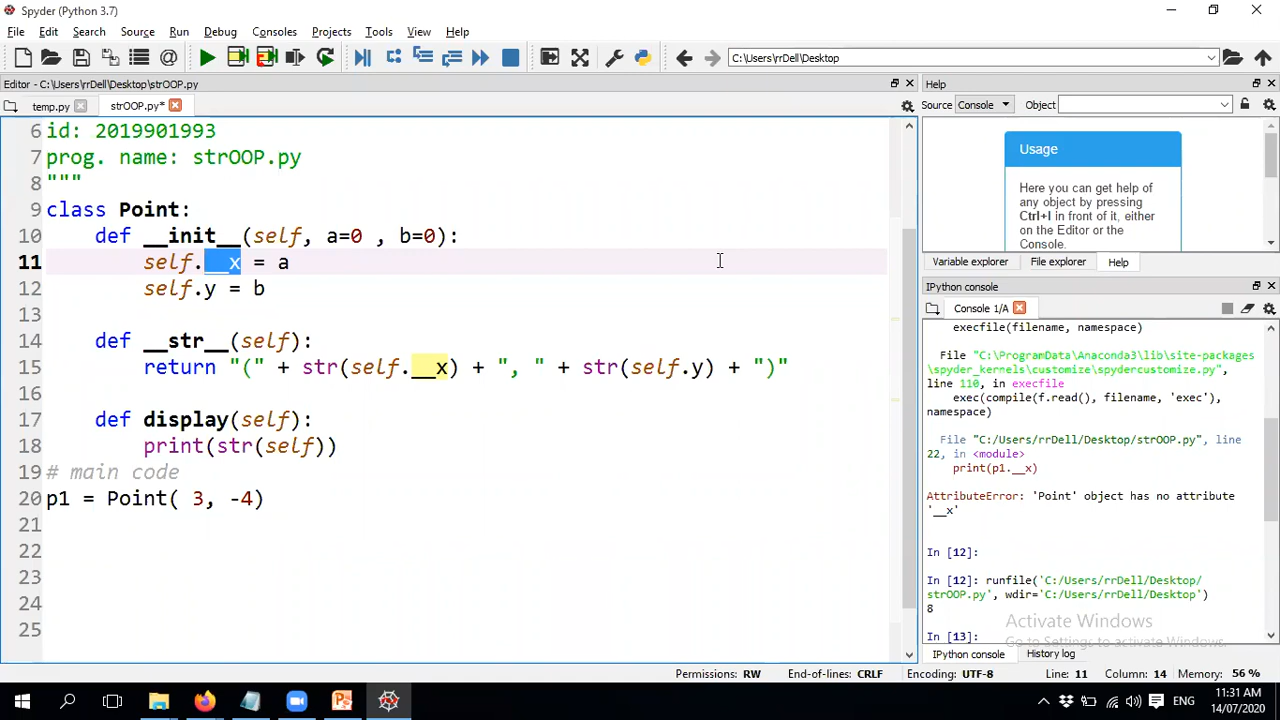 Spyder (Python 3.7)
File Edit Search Source Run Debug Consoles Projects Tools View Help
C:\Users\rrDell\Desktop
Editor - C:\Users\rrDell\Desktop\strOOP.py
temp.py strOOP.py*
6 id: 2019901993
7 prog. name: strOOP.py
8 """
9 class Point:
10 def __init__(self, a=0 , b=0):
11 self.__x = a
12 self.y = b
13
14 def __str__(self):
15 return "(" + str(self.__x) + ", " + str(self.y) + ")"
16
17 def display(self):
18 print(str(self))
19 # main code
20 p1 = Point( 3, -4)
21
22
23
24
25
Help
Source Console Object
Usage
Here you can get help of
any object by pressing
Ctrl+I in front of it, either
on the Editor or the
Console.
Variable explorer File explorer Help
IPython console
Console 1/A
execfile(filename, namespace)
File "C:\ProgramData\Anaconda3\lib\site-packages
\spyder_kernels\customize\spydercustomize.py",
line 110, in execfile
exec(compile(f.read(), filename, 'exec'),
namespace)
File "C:/Users/rrDell/Desktop/strOOP.py", line
22, in <module>
print(p1.__x)
AttributeError: 'Point' object has no attribute
'__x'
In [12]:
In [12]: runfile('C:/Users/rrDell/Desktop/
strOOP.py', wdir='C:/Users/rrDell/Desktop')
8
Activate Windows
In [13]:
Go to Settings to activate Windows.
IPython console History log
Permissions: RW End-of-lines: CRLF Encoding: UTF-8 Line: 11 Column: 14 Memory: 56 %
ENG
11:31 AM
14/07/2020